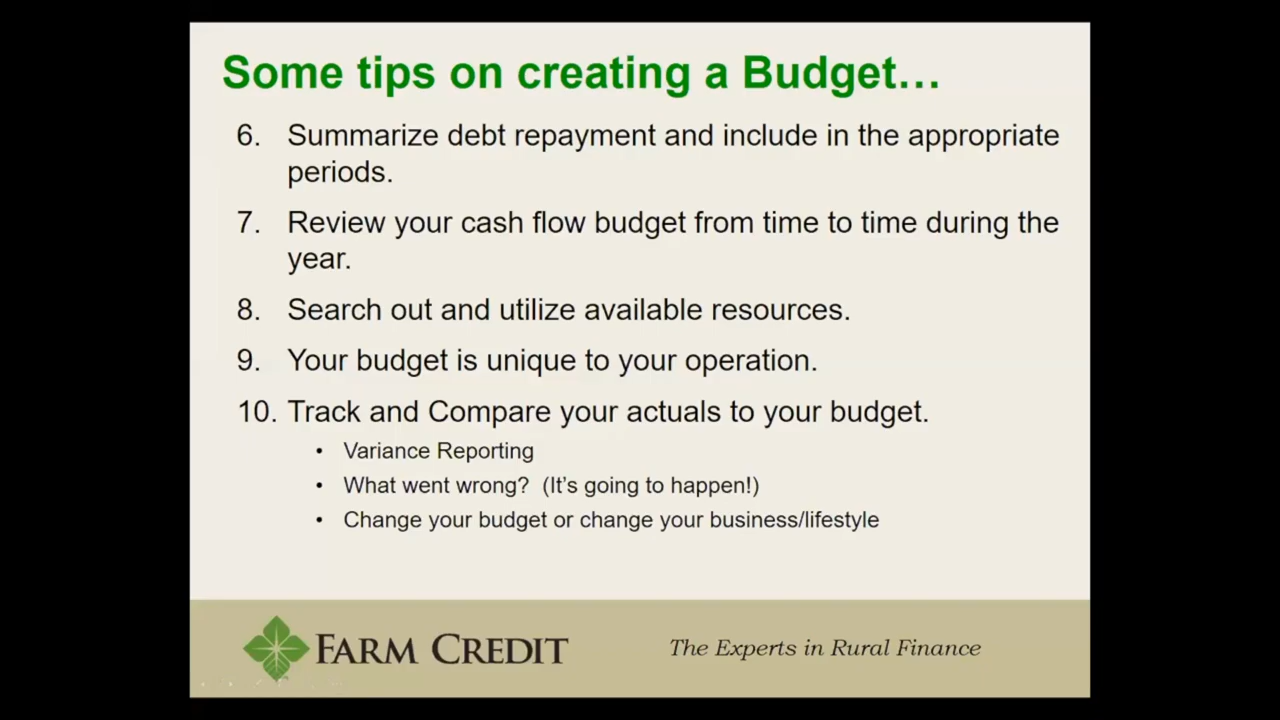 Some tips on creating a Budget…
6. Summarize debt repayment and include in the appropriate
periods.
7. Review your cash flow budget from time to time during the
year.
8. Search out and utilize available resources.
9. Your budget is unique to your operation.
10. Track and Compare your actuals to your budget.
• Variance Reporting
• What went wrong?  (It’s going to happen!)
• Change your budget or change your business/lifestyle
FARM CREDIT
The Experts in Rural Finance